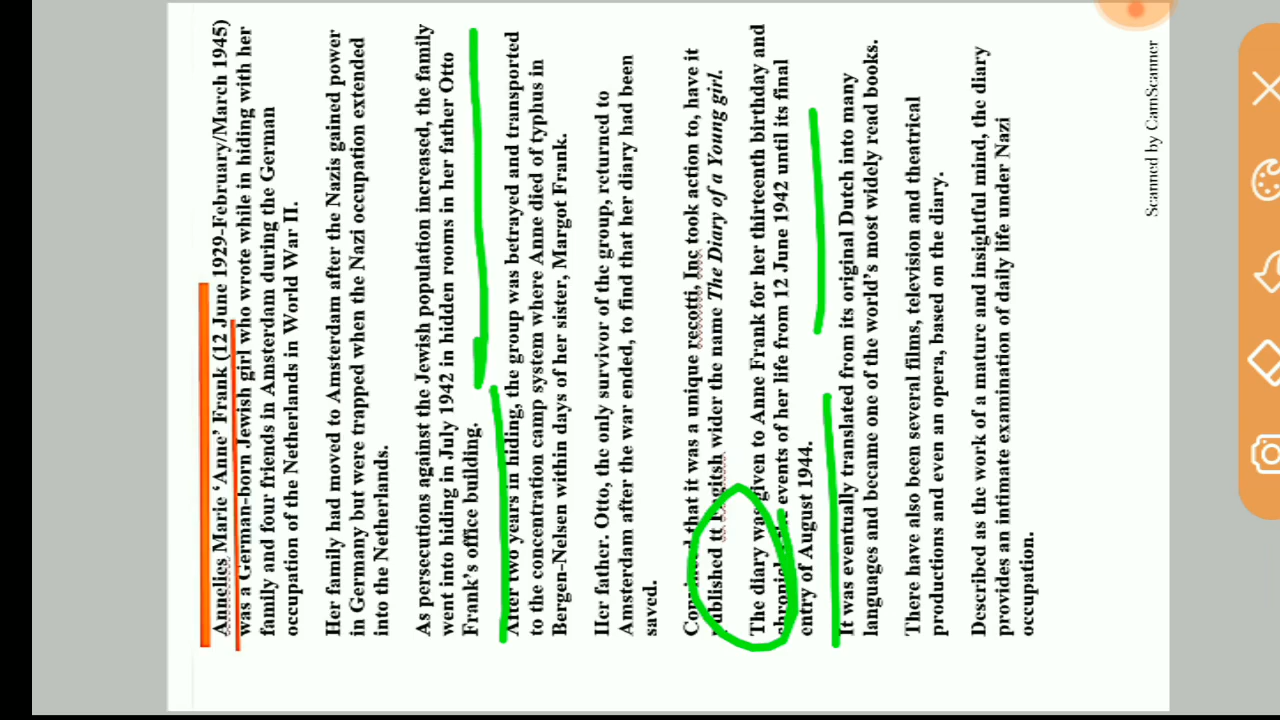 Annelies Marie ‘Anne’ Frank (12 June 1929-February/March 1945)
was a German-born Jewish girl who wrote while in hiding with her
family and four friends in Amsterdam during the German
occupation of the Netherlands in World War II.
Her family had moved to Amsterdam after the Nazis gained power
in Germany but were trapped when the Nazi occupation extended
into the Netherlands.
As persecutions against the Jewish population increased, the family
went into hiding in July 1942 in hidden rooms in her father Otto
Frank's office building.
After two years in hiding, the group was betrayed and transported
to the concentration camp system where Anne died of typhus in
Bergen-Nelsen within days of her sister, Margot Frank.
Her father. Otto, the only survivor of the group, returned to
Amsterdam after the war ended, to find that her diary had been
saved.
that it was a unique recotti, Inc took action to, have it
tt Engitsh wider the name The Diary of a Young girl.
The diary was given to Anne Frank for her thirteenth birthday and
events of her life from 12 June 1942 until its final
entry of August 1944.
It was eventually translated from its original Dutch into many
languages and became one of the world's most widely read books.
There have also been several films, television and theatrical
productions and even an opera, based on the diary.
Described as the work of a mature and insightful mind, the diary
provides an intimate examination of daily life under Nazi
occupation.
Scanned by CamScanner